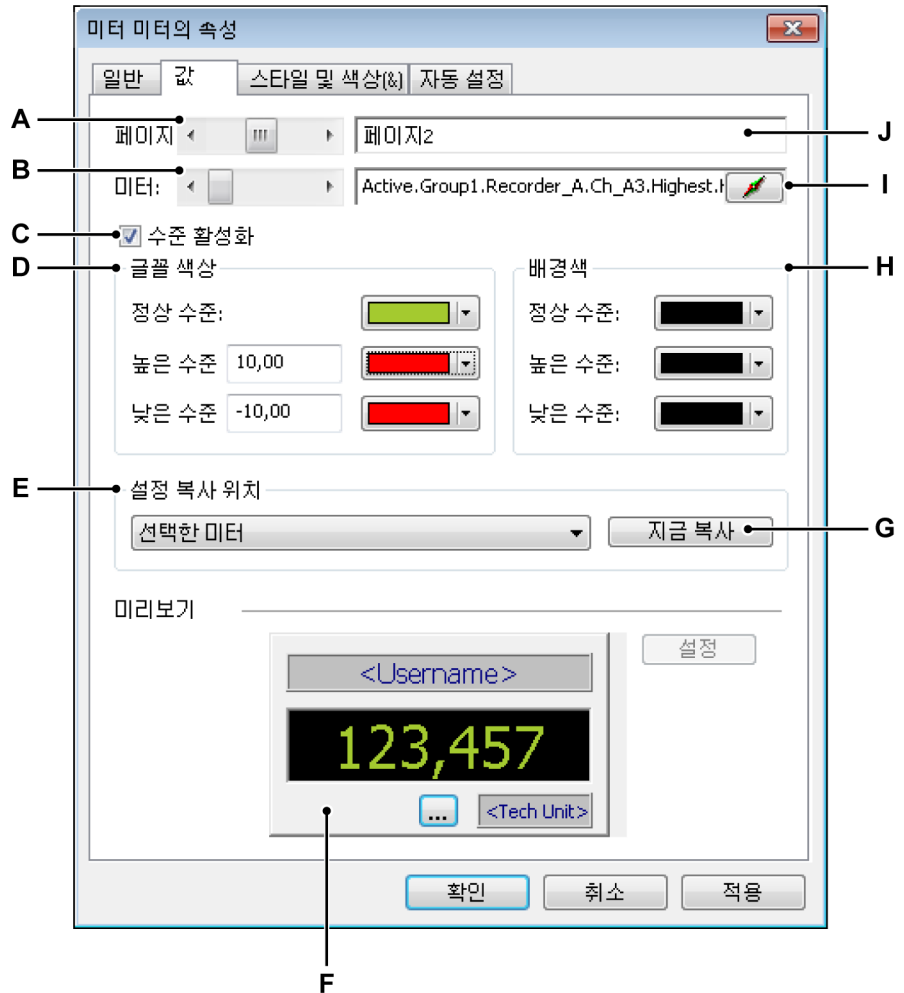 미터 미터의 속성
일반 값 스타일 및 색상(&) 자동 설정
A 페이지 페이지2 J
B 미터: Active.Group1.Recorder_A.Ch_A3.Highest. I
C 수준 활성화
D 글꼴 색상 배경색 H
정상 수준: 정상 수준:
높은 수준 10,00 높은 수준:
낮은 수준 -10,00 낮은 수준:
E 설정 복사 위치
선택한 미터 지금 복사 G
미리보기
설정
<Username>
123,457
... <Tech Unit>
확인 취소 적용
F